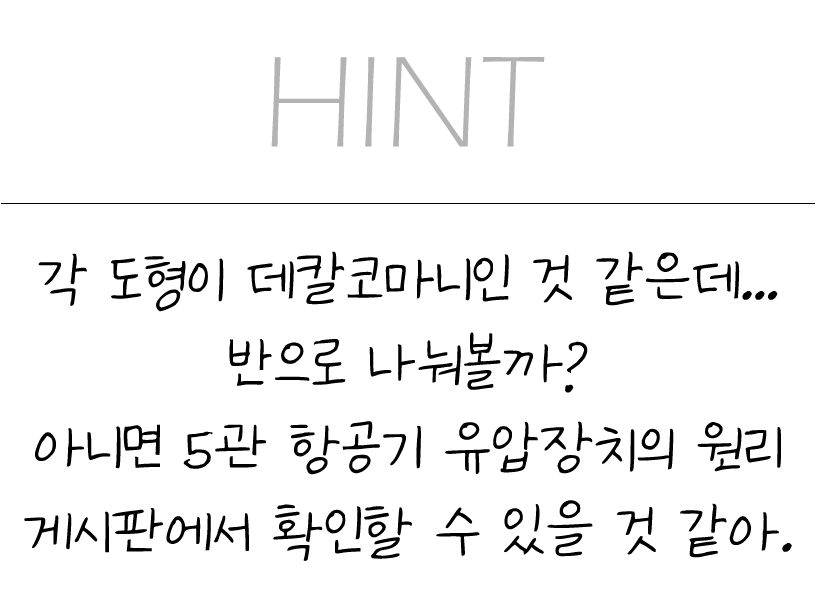 HINT
각 도형이 데칼코마니인 것 같은데...
반으로 나눠볼까?
아니면 5관 항공기 유압장치의 원리
게시판에서 확인할 수 있을 것 같아.